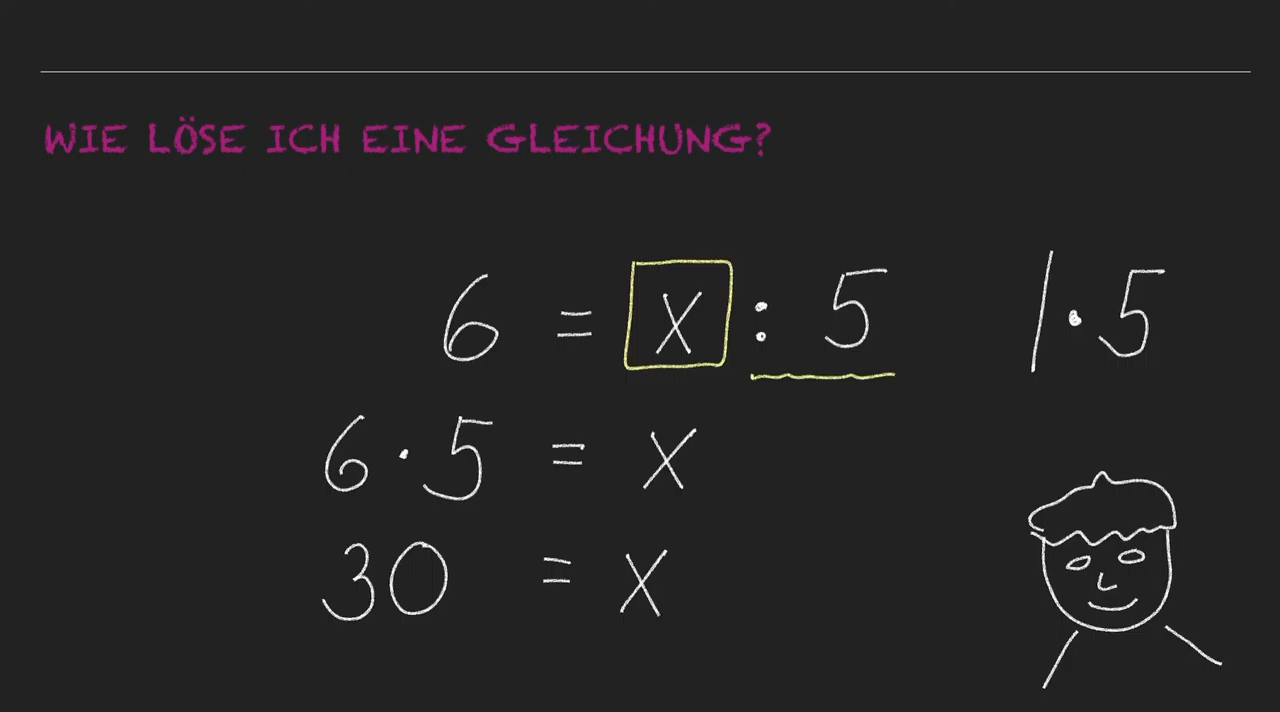 WIE LÖSE ICH EINE GLEICHUNG?
6 = x : 5 | · 5
6 · 5 = x
30 = x